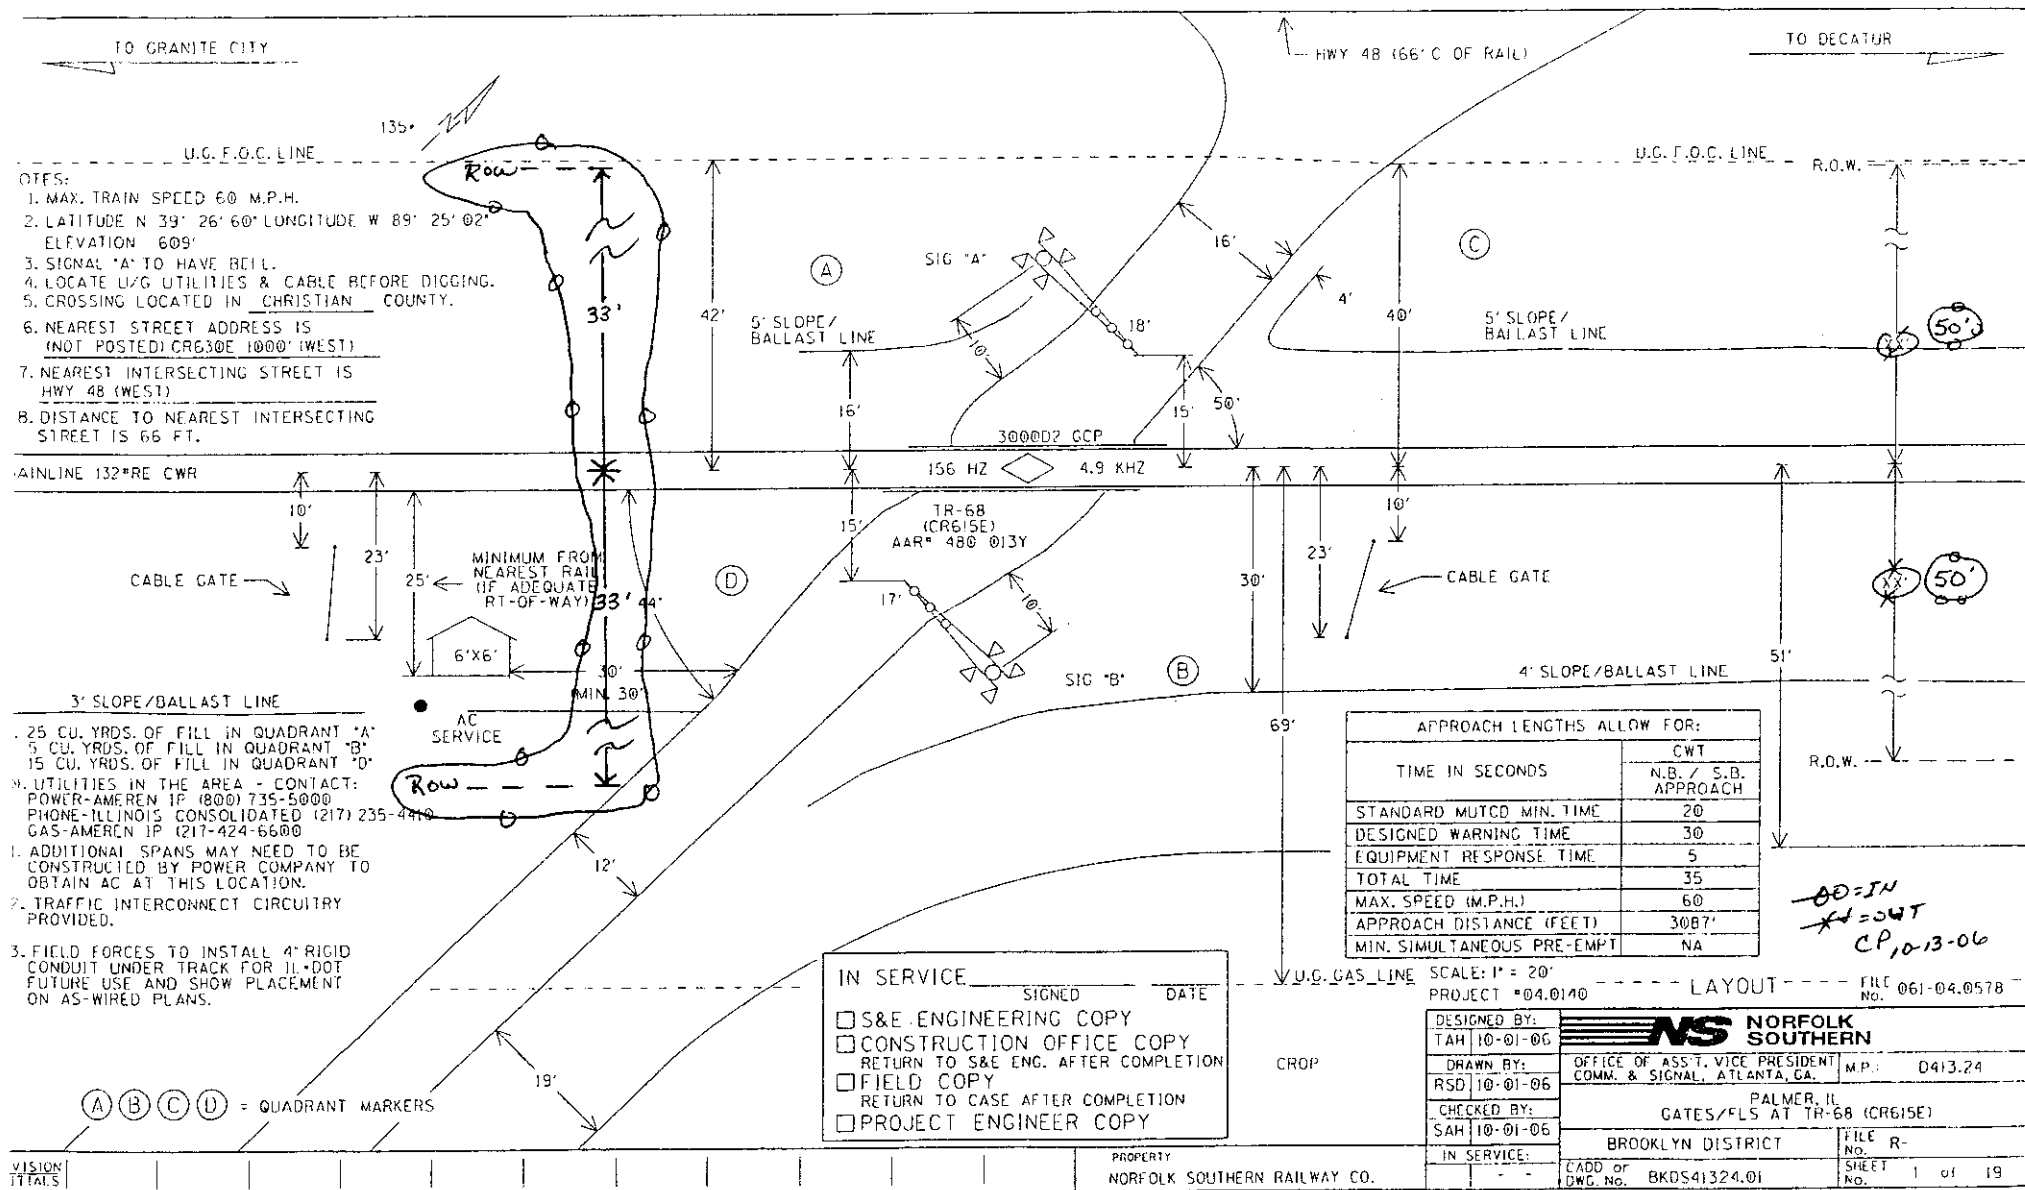 TO GRANITE CITY
HWY 48 (66' C OF RAIL)
TO DECATUR
135°
U.G. F.O.C. LINE
U.G. F.O.C. LINE
R.O.W.
ROW
OTES:
1. MAX. TRAIN SPEED 60 M.P.H.
2. LATITUDE N 39° 26' 60" LONGITUDE W 89° 25' 02"
ELEVATION 609'
3. SIGNAL "A" TO HAVE BELL.
4. LOCATE U/G UTILITIES & CABLE BEFORE DIGGING.
5. CROSSING LOCATED IN CHRISTIAN COUNTY.
6. NEAREST STREET ADDRESS IS
(NOT POSTED) CR630E 1000' (WEST)
7. NEAREST INTERSECTING STREET IS
HWY 48 (WEST)
8. DISTANCE TO NEAREST INTERSECTING
STREET IS 66 FT.
33'
42'
A
SIG "A"
16'
C
4'
40'
5' SLOPE/
BALLAST LINE
10'
18'
5' SLOPE/
BALLAST LINE
XX'
50'
16'
15'
50'
3000D2 GCP
AINLINE 132#RE CWR
156 HZ
4.9 KHZ
10'
23'
25'
MINIMUM FROM
NEAREST RAIL
(IF ADEQUATE
RT-OF-WAY)
33'
44'
CABLE GATE
D
15'
TR-68
(CR615E)
AAR# 480 013Y
17'
10'
30'
23'
10'
CABLE GATE
XX'
50'
6'X6'
30'
(MIN. 30'
SIG "B"
B
4' SLOPE/BALLAST LINE
51'
3' SLOPE/BALLAST LINE
AC
SERVICE
69'
R.O.W.
ROW
. 25 CU. YRDS. OF FILL IN QUADRANT "A"
5 CU. YRDS. OF FILL IN QUADRANT "B"
15 CU. YRDS. OF FILL IN QUADRANT "D"
. UTILITIES IN THE AREA - CONTACT:
POWER-AMEREN IP (800) 735-5000
PHONE-ILLINOIS CONSOLIDATED (217) 235-4410
GAS-AMEREN IP (217-424-6600
1. ADDITIONAL SPANS MAY NEED TO BE
CONSTRUCTED BY POWER COMPANY TO
OBTAIN AC AT THIS LOCATION.
2. TRAFFIC INTERCONNECT CIRCUITRY
PROVIDED.
3. FIELD FORCES TO INSTALL 4" RIGID
CONDUIT UNDER TRACK FOR IL-DOT
FUTURE USE AND SHOW PLACEMENT
ON AS-WIRED PLANS.
12'
19'
APPROACH LENGTHS ALLOW FOR:
TIME IN SECONDS
CWT
N.B. / S.B.
APPROACH
STANDARD MUTCD MIN. TIME 20
DESIGNED WARNING TIME 30
EQUIPMENT RESPONSE TIME 5
TOTAL TIME 35
MAX. SPEED (M.P.H.) 60
APPROACH DISTANCE (FEET) 3087'
MIN. SIMULTANEOUS PRE-EMPT NA
= IN
= OUT
CP, 10-13-06
U.G. GAS LINE
SCALE: 1" = 20'
PROJECT #04.0140
LAYOUT
FILE NO. 061-04.0578
IN SERVICE
SIGNED DATE
S&E ENGINEERING COPY
CONSTRUCTION OFFICE COPY
RETURN TO S&E ENG. AFTER COMPLETION
FIELD COPY
RETURN TO CASE AFTER COMPLETION
PROJECT ENGINEER COPY
CROP
A B C D = QUADRANT MARKERS
DESIGNED BY:
TAH 10-01-06
DRAWN BY:
RSD 10-01-06
CHECKED BY:
SAH 10-01-06
IN SERVICE:
- -
NS NORFOLK
SOUTHERN
OFFICE OF ASS'T. VICE PRESIDENT
COMM. & SIGNAL, ATLANTA, GA.
M.P.: D413.24
PALMER, IL
GATES/FLS AT TR-68 (CR615E)
BROOKLYN DISTRICT
FILE NO. R-
CADD or DWG. No. BKDS41324.01
SHEET NO. 1 of 19
VISION
ITIALS
PROPERTY
NORFOLK SOUTHERN RAILWAY CO.